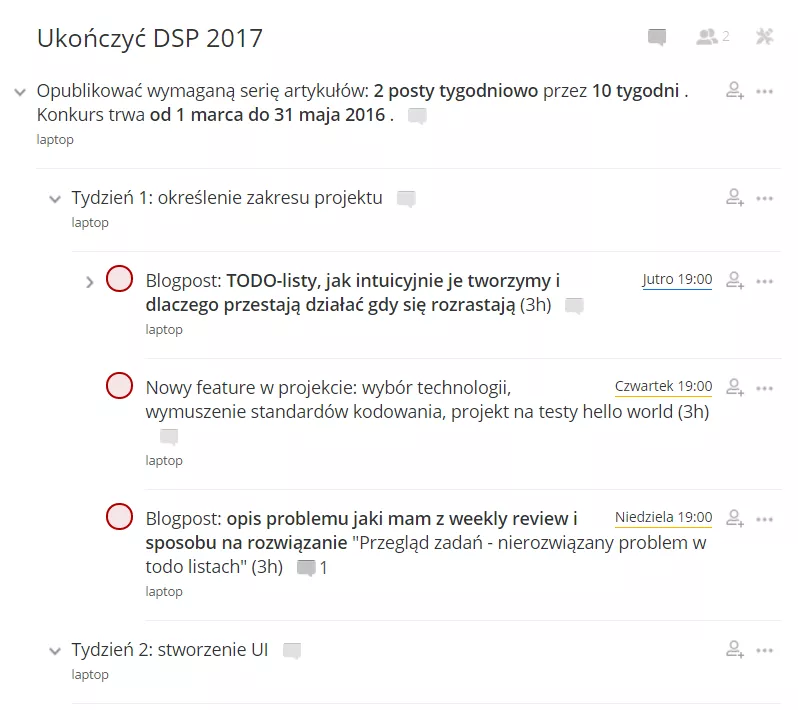 Ukończyć DSP 2017
2
Opublikować wymaganą serię artykułów: 2 posty tygodniowo przez 10 tygodni .
Konkurs trwa od 1 marca do 31 maja 2016 .
laptop
Tydzień 1: określenie zakresu projektu
laptop
Blogpost: TODO-listy, jak intuicyjnie je tworzymy i
Jutro 19:00
dlaczego przestają działać gdy się rozrastają (3h)
laptop
Nowy feature w projekcie: wybór technologii,
Czwartek 19:00
wymuszenie standardów kodowania, projekt na testy hello world (3h)
laptop
Blogpost: opis problemu jaki mam z weekly review i
Niedziela 19:00
sposobu na rozwiązanie "Przegląd zadań - nierozwiązany problem w
todo listach" (3h) 1
laptop
Tydzień 2: stworzenie UI
laptop